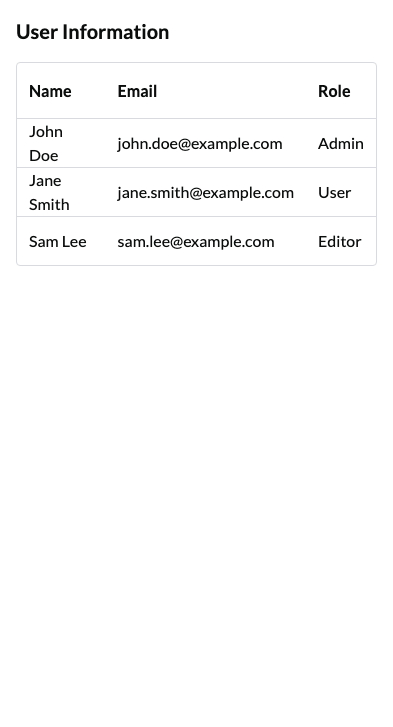 User Information
Name Email Role
John Doe john.doe@example.com Admin
Jane Smith jane.smith@example.com User
Sam Lee sam.lee@example.com Editor